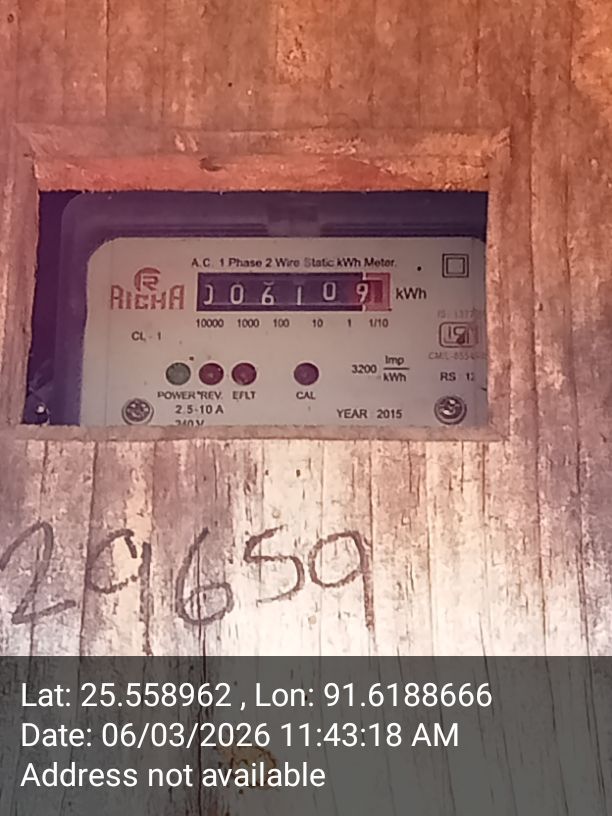 A.C. 1 Phase 2 Wire Static kWh Meter.
RICHA
006109 kWh
10000 1000 100 10 1 1/10
CL - 1
3200 Imp/kWh
RS : 12
POWER REV. EFLT CAL
2.5-10 A
YEAR : 2015
240 V
29659
Lat: 25.558962 , Lon: 91.6188666
Date: 06/03/2026 11:43:18 AM
Address not available